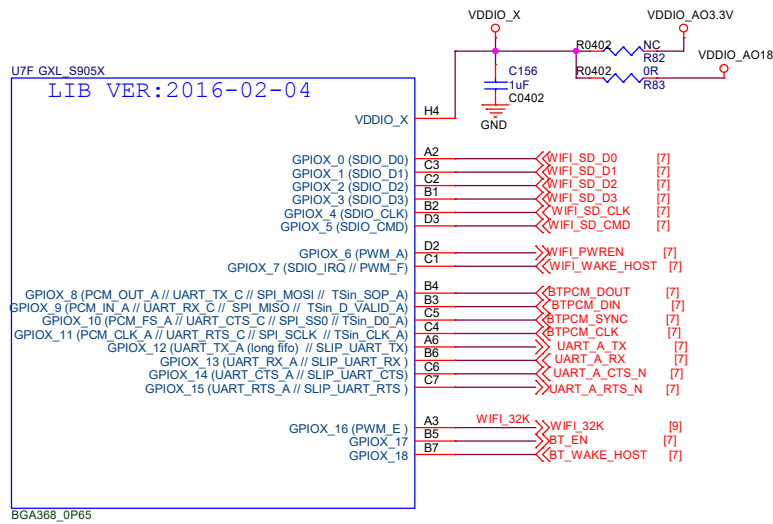 VDDIO_X
VDDIO_AO3.3V
R0402 NC
R82
VDDIO_AO18
R0402 0R
R83
C156
1uF
C0402
GND
U7F GXL_S905X
LIB VER:2016-02-04
VDDIO_X H4
GPIOX_0 (SDIO_D0) A2 WIFI_SD_D0 [7]
GPIOX_1 (SDIO_D1) C3 WIFI_SD_D1 [7]
GPIOX_2 (SDIO_D2) C2 WIFI_SD_D2 [7]
GPIOX_3 (SDIO_D3) B1 WIFI_SD_D3 [7]
GPIOX_4 (SDIO_CLK) B2 WIFI_SD_CLK [7]
GPIOX_5 (SDIO_CMD) D3 WIFI_SD_CMD [7]
GPIOX_6 (PWM_A) D2 WIFI_PWREN [7]
GPIOX_7 (SDIO_IRQ // PWM_F) C1 WIFI_WAKE_HOST [7]
GPIOX_8 (PCM_OUT_A // UART_TX_C // SPI_MOSI // TSin_SOP_A) B4 BTPCM_DOUT [7]
GPIOX_9 (PCM_IN_A // UART_RX_C // SPI_MISO // TSin_D_VALID_A) B3 BTPCM_DIN [7]
GPIOX_10 (PCM_FS_A // UART_CTS_C // SPI_SS0 // TSin_D0_A) C5 BTPCM_SYNC [7]
GPIOX_11 (PCM_CLK_A // UART_RTS_C // SPI_SCLK // TSin_CLK_A) C4 BTPCM_CLK [7]
GPIOX_12 (UART_TX_A (long fifo) // SLIP_UART_TX) A6 UART_A_TX [7]
GPIOX_13 (UART_RX_A // SLIP_UART_RX ) B6 UART_A_RX [7]
GPIOX_14 (UART_CTS_A // SLIP_UART_CTS) C6 UART_A_CTS_N [7]
GPIOX_15 (UART_RTS_A // SLIP_UART_RTS ) C7 UART_A_RTS_N [7]
GPIOX_16 (PWM_E ) A3 WIFI_32K WIFI_32K [9]
GPIOX_17 B5 BT_EN [7]
GPIOX_18 B7 BT_WAKE_HOST [7]
BGA368_0P65